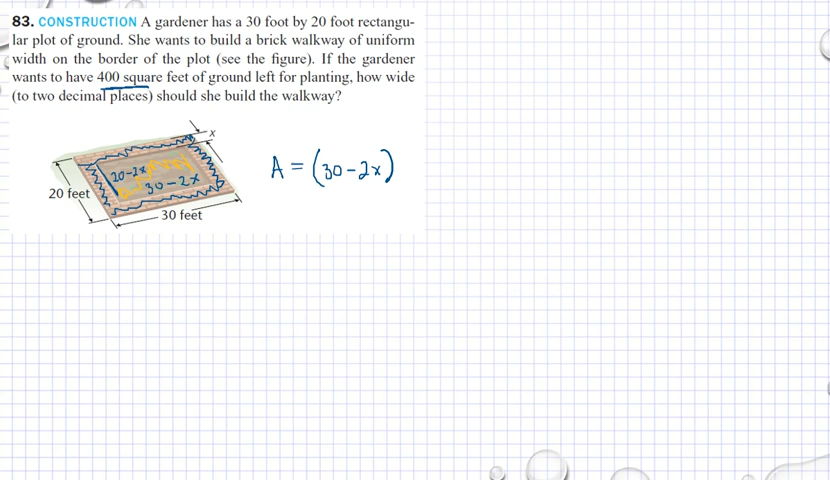 83. CONSTRUCTION A gardener has a 30 foot by 20 foot rectangu-
lar plot of ground. She wants to build a brick walkway of uniform
width on the border of the plot (see the figure). If the gardener
wants to have 400 square feet of ground left for planting, how wide
(to two decimal places) should she build the walkway?
x
20-2x
30-2x
A = (30-2x)
20 feet
30 feet